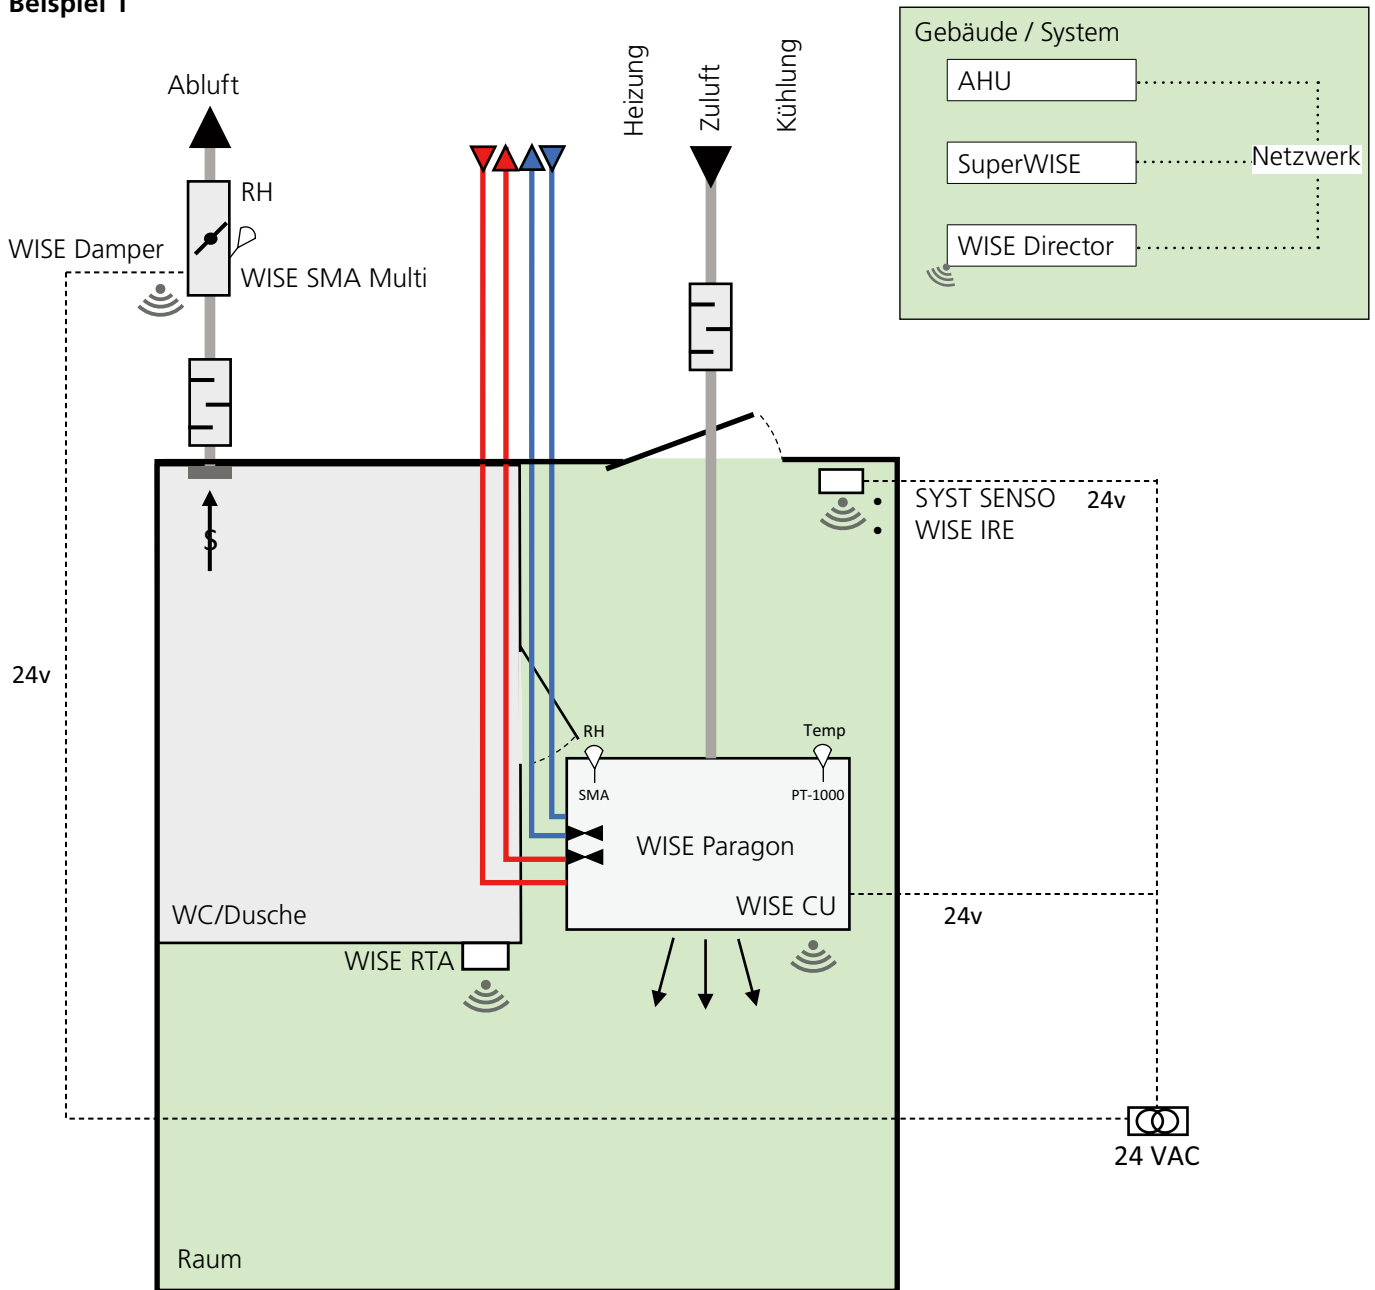 Beispiel 1
Gebäude / System
AHU
SuperWISE
Netzwerk
WISE Director
Heizung
Zuluft
Kühlung
Abluft
RH
WISE Damper
WISE SMA Multi
SYST SENSO
24v
WISE IRE
S
24v
RH
Temp
SMA
PT-1000
WISE Paragon
WISE CU
24v
WC/Dusche
WISE RTA
24 VAC
Raum